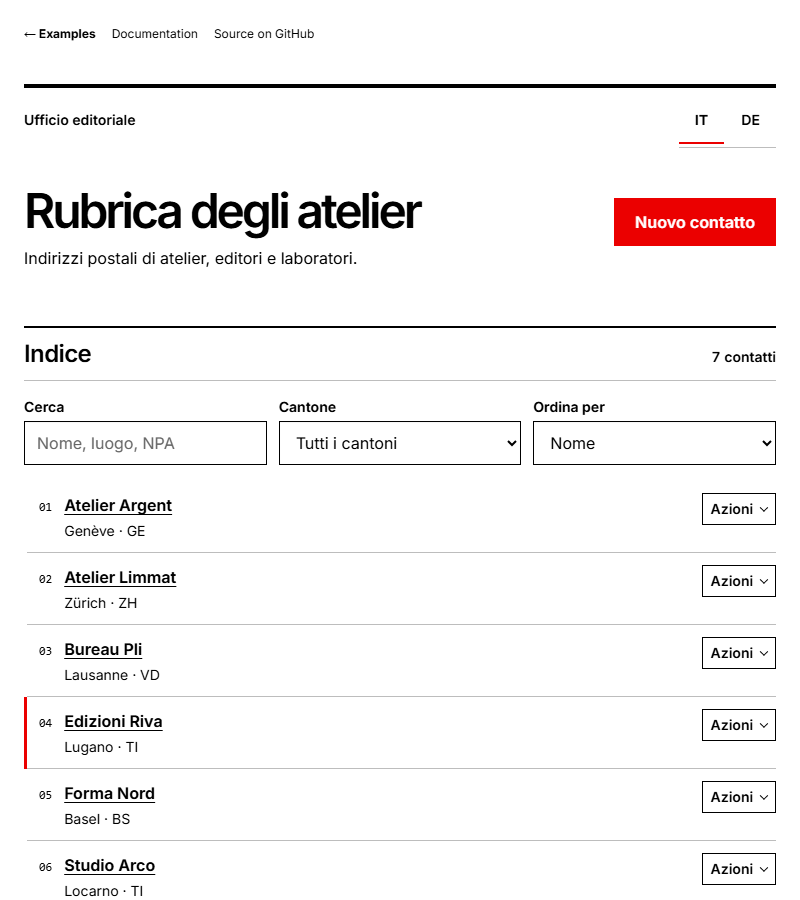 ← Examples Documentation Source on GitHub
Ufficio editoriale IT DE
Rubrica degli atelier
Nuovo contatto
Indirizzi postali di atelier, editori e laboratori.
Indice 7 contatti
Cerca Cantone Ordina per
Nome, luogo, NPA Tutti i cantoni Nome
01 Atelier Argent Azioni
Genève · GE
02 Atelier Limmat Azioni
Zürich · ZH
03 Bureau Pli Azioni
Lausanne · VD
04 Edizioni Riva Azioni
Lugano · TI
05 Forma Nord Azioni
Basel · BS
06 Studio Arco Azioni
Locarno · TI